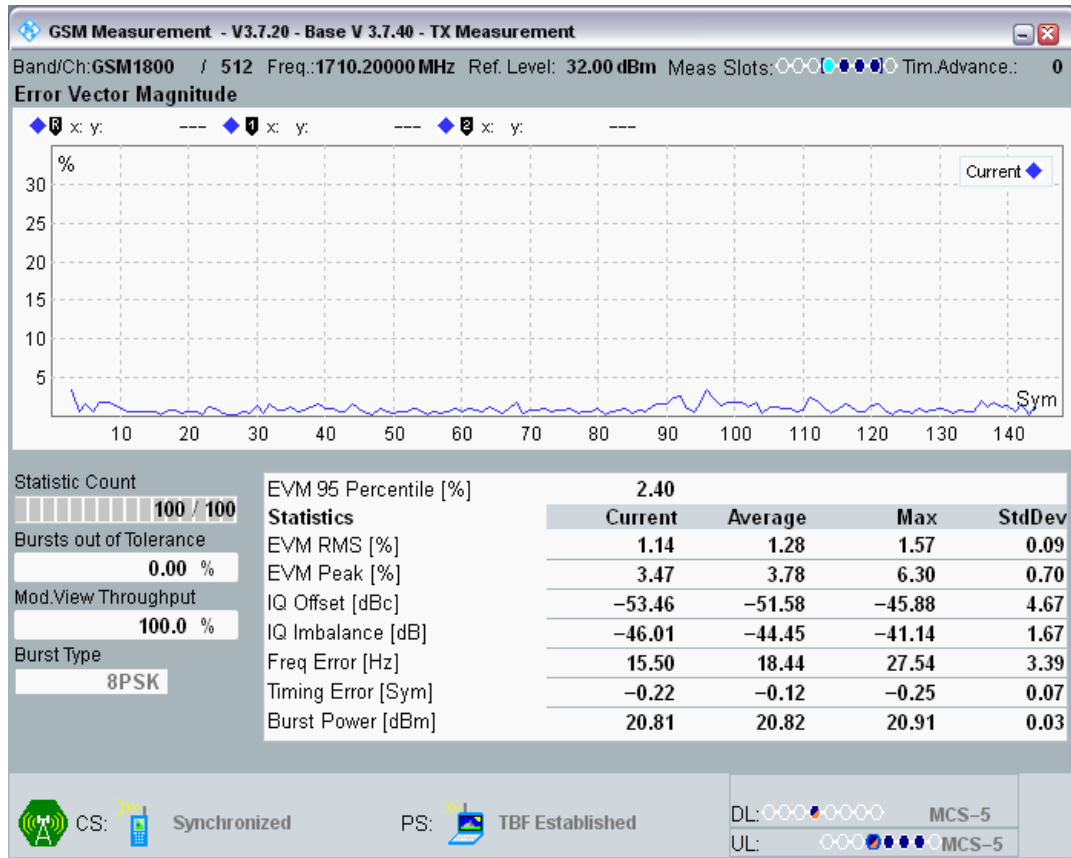 GSM Measurement - V3.7.20 - Base V 3.7.40 - TX Measurement
Band/Ch:GSM1800 / 512 Freq.:1710.20000 MHz Ref. Level: 32.00 dBm Meas Slots: Tim.Advance.: 0
Error Vector Magnitude
R x: y: --- 1 x: y: --- 2 x: y: ---
%
Current
30
25
20
15
10
5
Sym
10 20 30 40 50 60 70 80 90 100 110 120 130 140
Statistic Count
100 / 100
Bursts out of Tolerance
0.00 %
Mod.View Throughput
100.0 %
Burst Type
8PSK
EVM 95 Percentile [%] 2.40
Statistics Current Average Max StdDev
EVM RMS [%] 1.14 1.28 1.57 0.09
EVM Peak [%] 3.47 3.78 6.30 0.70
IQ Offset [dBc] −53.46 −51.58 −45.88 4.67
IQ Imbalance [dB] −46.01 −44.45 −41.14 1.67
Freq Error [Hz] 15.50 18.44 27.54 3.39
Timing Error [Sym] −0.22 −0.12 −0.25 0.07
Burst Power [dBm] 20.81 20.82 20.91 0.03
CS: Synchronized PS: TBF Established
DL: MCS−5
UL: MCS−5